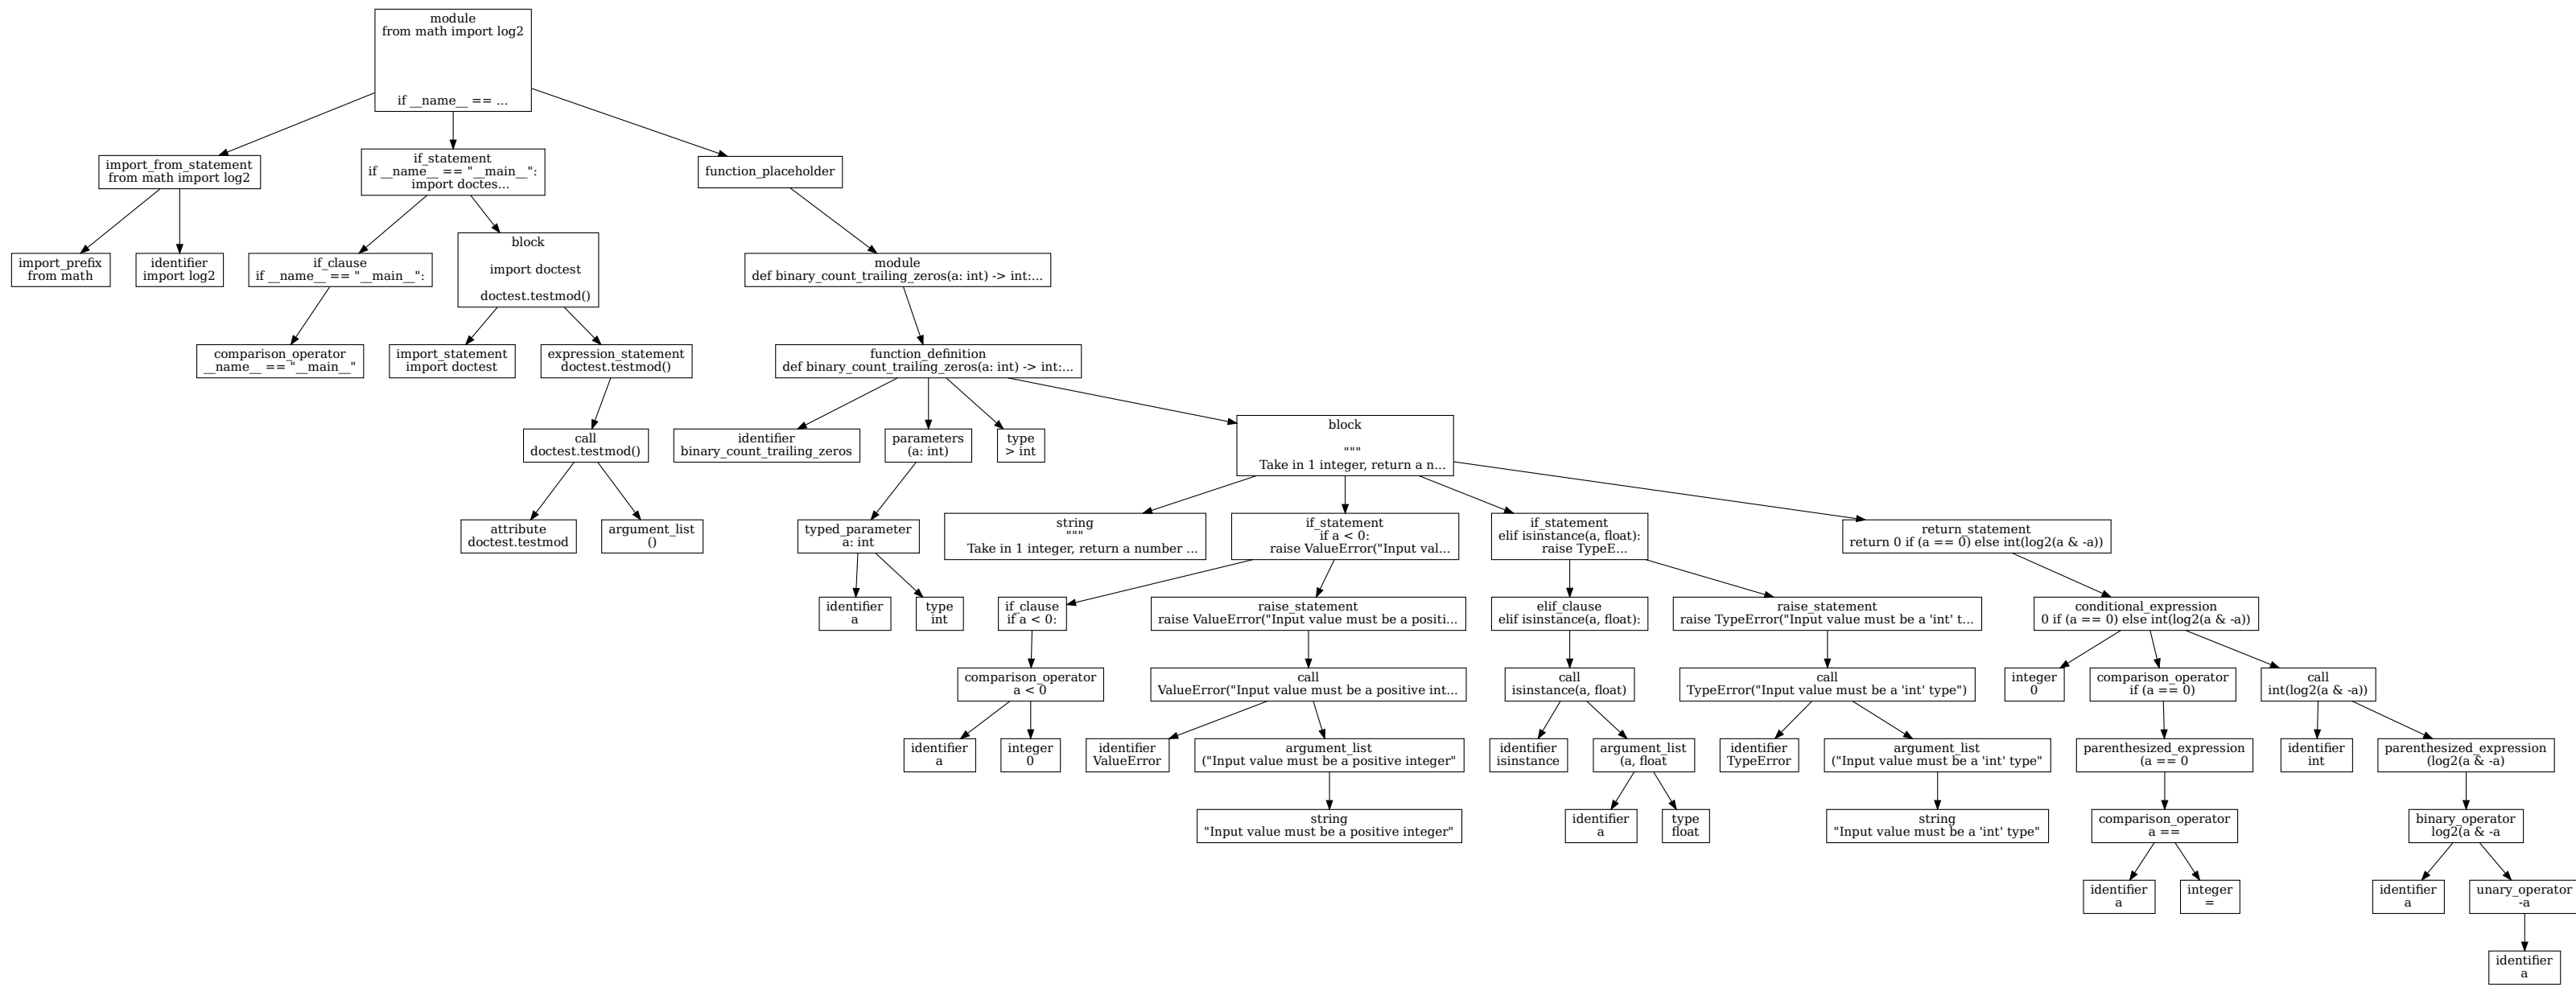 module
from math import log2
if __name__ == ...
import_from_statement
from math import log2
if_statement
if __name__ == "__main__":
import doctes...
function_placeholder
import_prefix
from math
identifier
import log2
if_clause
if __name__ == "__main__":
block
import doctest
doctest.testmod()
module
def binary_count_trailing_zeros(a: int) -> int:...
comparison_operator
__name__ == "__main__"
import_statement
import doctest
expression_statement
doctest.testmod()
function_definition
def binary_count_trailing_zeros(a: int) -> int:...
call
doctest.testmod()
identifier
binary_count_trailing_zeros
parameters
(a: int)
type
> int
block
"""
Take in 1 integer, return a n...
attribute
doctest.testmod
argument_list
()
typed_parameter
a: int
string
"""
Take in 1 integer, return a number ...
if_statement
if a < 0:
raise ValueError("Input val...
if_statement
elif isinstance(a, float):
raise TypeE...
return_statement
return 0 if (a == 0) else int(log2(a & -a))
identifier
a
type
int
if_clause
if a < 0:
raise_statement
raise ValueError("Input value must be a positi...
elif_clause
elif isinstance(a, float):
raise_statement
raise TypeError("Input value must be a 'int' t...
conditional_expression
0 if (a == 0) else int(log2(a & -a))
comparison_operator
a < 0
call
ValueError("Input value must be a positive int...
call
isinstance(a, float)
call
TypeError("Input value must be a 'int' type")
integer
0
comparison_operator
if (a == 0)
call
int(log2(a & -a))
identifier
a
integer
0
identifier
ValueError
argument_list
("Input value must be a positive integer"
identifier
isinstance
argument_list
(a, float
identifier
TypeError
argument_list
("Input value must be a 'int' type"
parenthesized_expression
(a == 0
identifier
int
parenthesized_expression
(log2(a & -a)
string
"Input value must be a positive integer"
identifier
a
type
float
string
"Input value must be a 'int' type"
comparison_operator
a ==
binary_operator
log2(a & -a
identifier
a
integer
=
identifier
a
unary_operator
-a
identifier
a